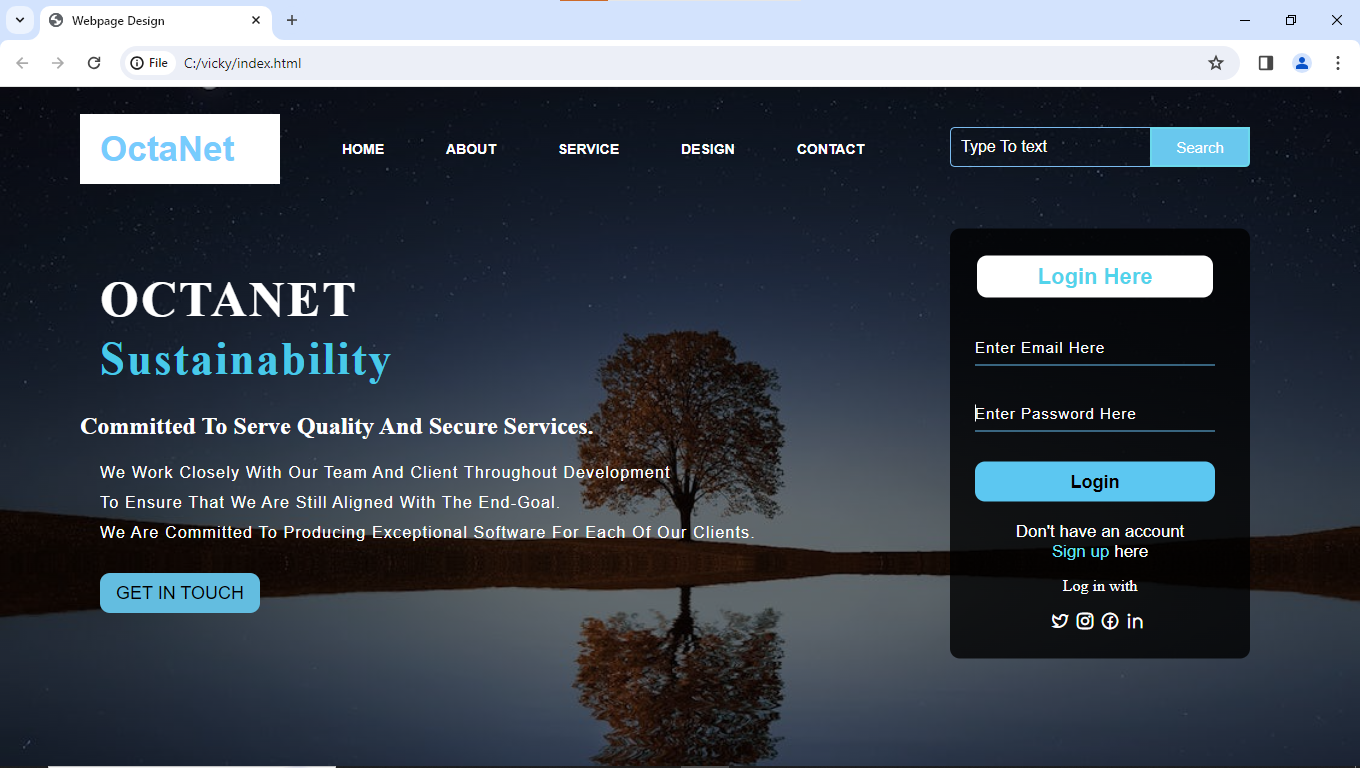 Webpage Design
File
C:/vicky/index.html
OctaNet
HOME
ABOUT
SERVICE
DESIGN
CONTACT
Type To text
Search
OCTANET
Sustainability
Committed To Serve Quality And Secure Services.
We Work Closely With Our Team And Client Throughout Development
To Ensure That We Are Still Aligned With The End-Goal.
We Are Committed To Producing Exceptional Software For Each Of Our Clients.
GET IN TOUCH
Login Here
Enter Email Here
Enter Password Here
Login
Don't have an account
Sign up here
Log in with
in